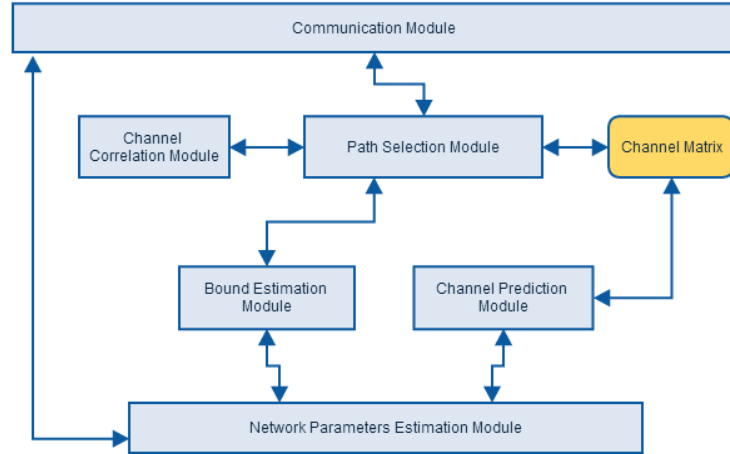 Communication Module
Channel
Correlation Module
Path Selection Module
Channel Matrix
Bound Estimation
Module
Channel Prediction
Module
Network Parameters Estimation Module